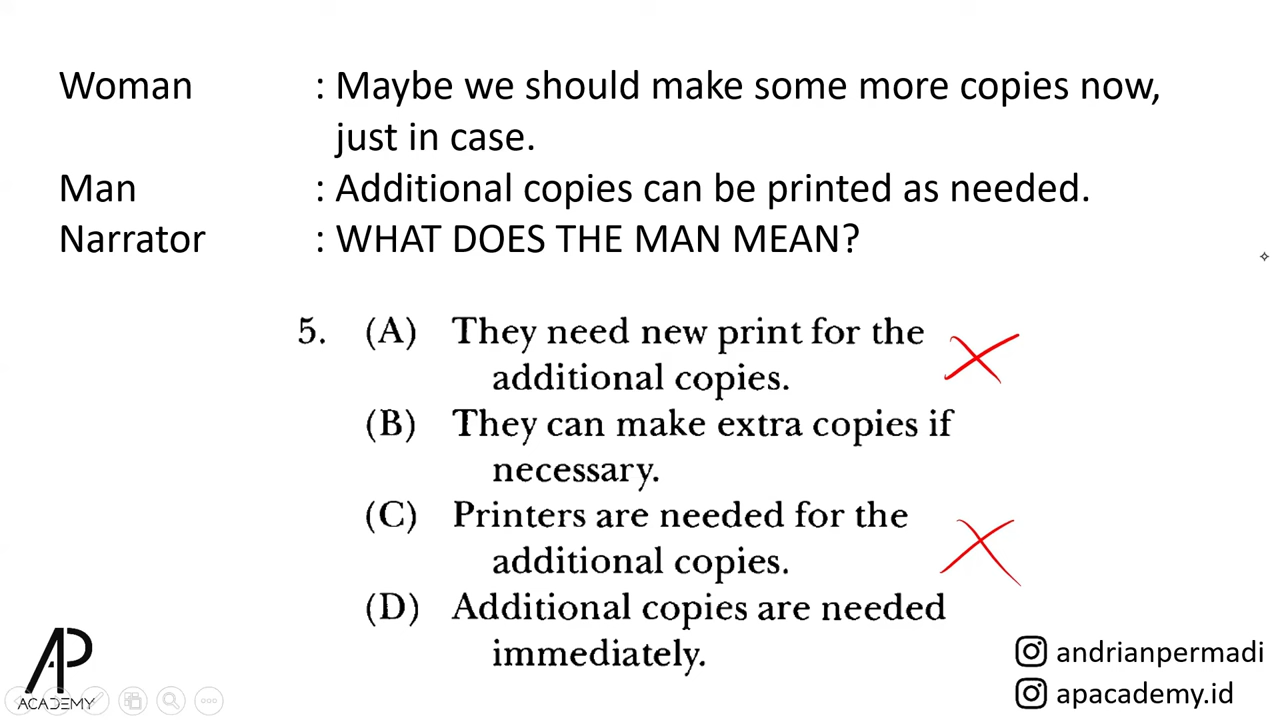 Woman : Maybe we should make some more copies now,
just in case.
Man : Additional copies can be printed as needed.
Narrator : WHAT DOES THE MAN MEAN?
5. (A) They need new print for the
additional copies.
(B) They can make extra copies if
necessary.
(C) Printers are needed for the
additional copies.
(D) Additional copies are needed
immediately.
AP
ACADEMY
andrianpermadi
apacademy.id